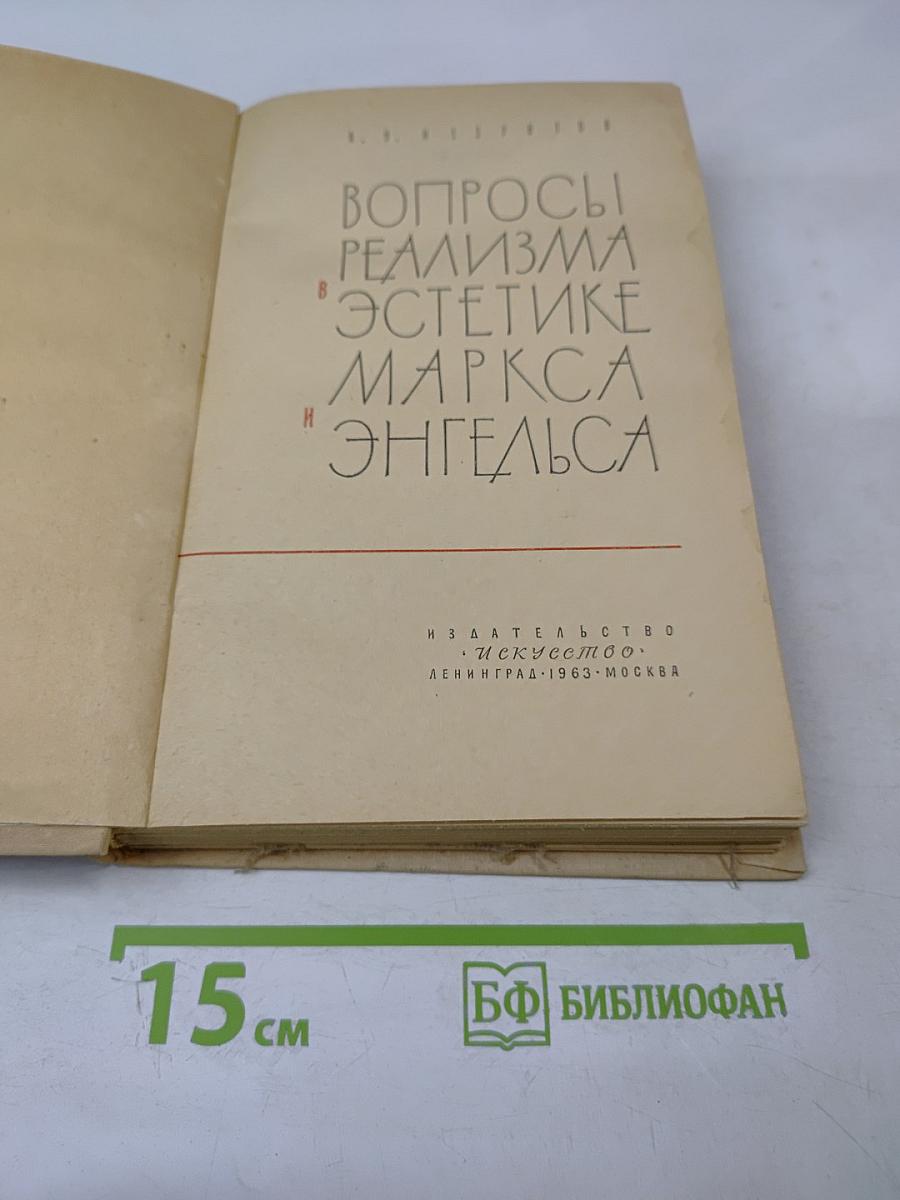 ВОПРОСЫ
РЕАЛИЗМА
В ЭСТЕТИКЕ
МАРКСА
И ЭНГЕЛЬСА
ИЗДАТЕЛЬСТВО
•ИСКУССТВО•
ЛЕНИНГРАД•1963•МОСКВА
15 см
БФ БИБЛИОФАН